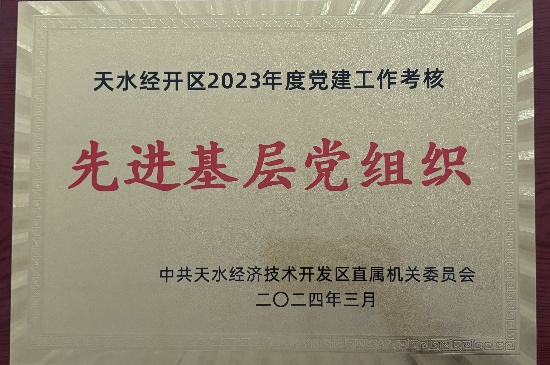 天水经开区2023年度党建工作考核
先进基层党组织
中共天水经济技术开发区直属机关委员会
二〇二四年三月